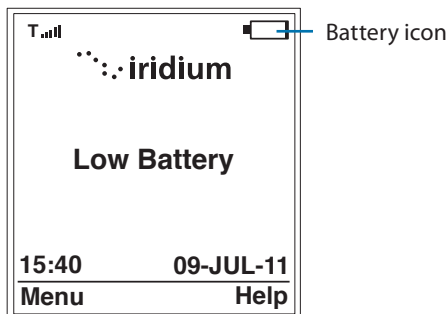 T
Battery icon
iridium
Low Battery
15:40 09-JUL-11
Menu Help